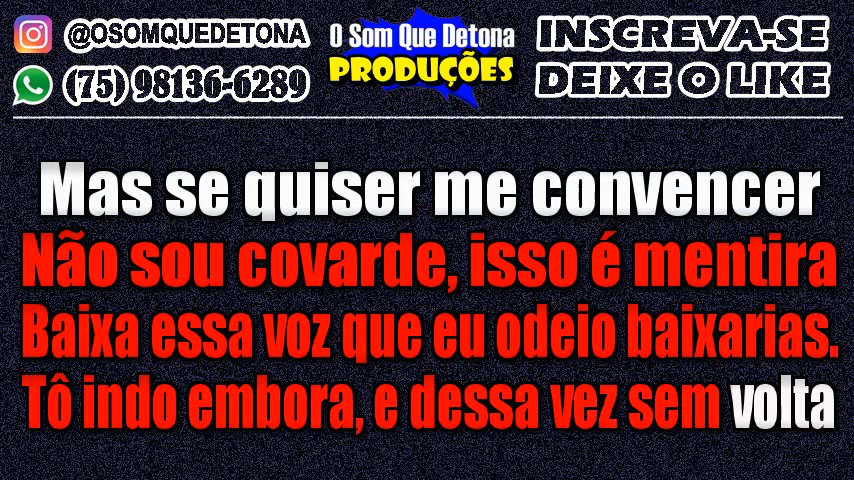 @OSOMQUEDETONA
(75) 98136-6289
O Som Que Detona
PRODUÇÕES
INSCREVA-SE
DEIXE O LIKE
Mas se quiser me convencer
Não sou covarde, isso é mentira
Baixa essa voz que eu odeio baixarias.
Tô indo embora, e dessa vez sem volta